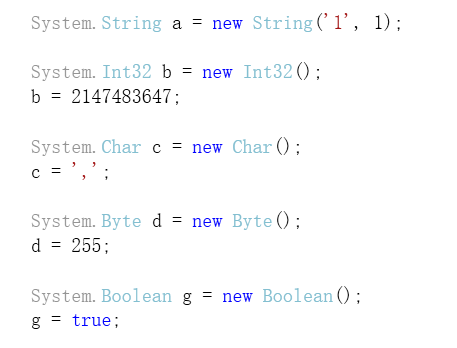 System.String a = new String('1', 1);
System.Int32 b = new Int32();
b = 2147483647;
System.Char c = new Char();
c = ',';
System.Byte d = new Byte();
d = 255;
System.Boolean g = new Boolean();
g = true;